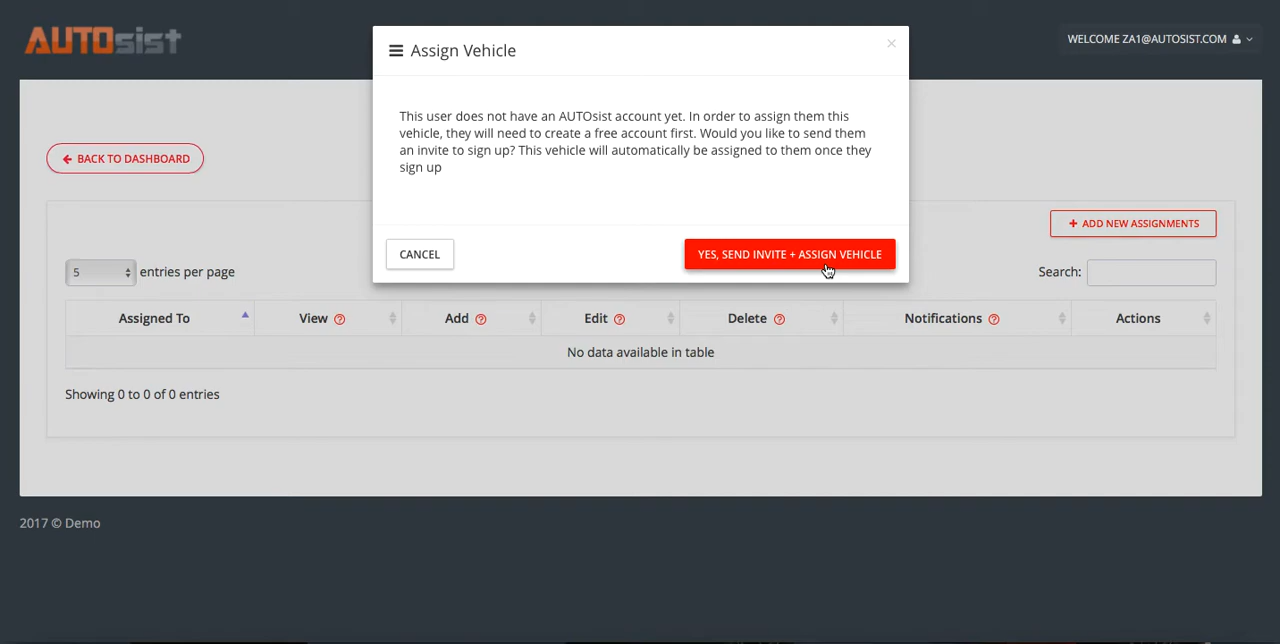 AUTOsist
WELCOME ZA1@AUTOSIST.COM
Assign Vehicle
×
This user does not have an AUTOsist account yet. In order to assign them this
vehicle, they will need to create a free account first. Would you like to send them
an invite to sign up? This vehicle will automatically be assigned to them once they
sign up
CANCEL
YES, SEND INVITE + ASSIGN VEHICLE
BACK TO DASHBOARD
+ ADD NEW ASSIGNMENTS
5 entries per page
Search:
Assigned To View ? Add ? Edit ? Delete ? Notifications ? Actions
No data available in table
Showing 0 to 0 of 0 entries
2017 © Demo